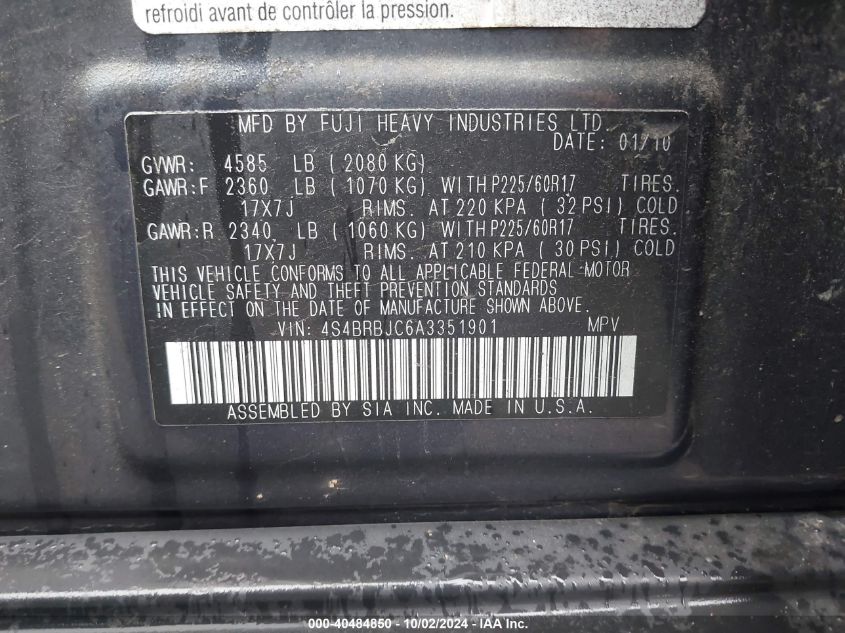 refroidi avant de contrôler la pression.
MFD BY FUJI HEAVY INDUSTRIES LTD.
DATE: 01/10
GVWR: 4585 LB (2080 KG)
GAWR:F 2360 LB (1070 KG) WITH P225/60R17 TIRES.
17X7J RIMS. AT 220 KPA (32 PSI) COLD
GAWR:R 2340 LB (1060 KG) WITH P225/60R17 TIRES.
17X7J RIMS. AT 210 KPA (30 PSI) COLD
THIS VEHICLE CONFORMS TO ALL APPLICABLE FEDERAL MOTOR
VEHICLE SAFETY AND THEFT PREVENTION STANDARDS
IN EFFECT ON THE DATE OF MANUFACTURE SHOWN ABOVE.
VIN: 4S4BRBJC6A3351901 MPV
ASSEMBLED BY SIA INC. MADE IN U.S.A.
000-40484850 - 10/02/2024 - www.iaai.com